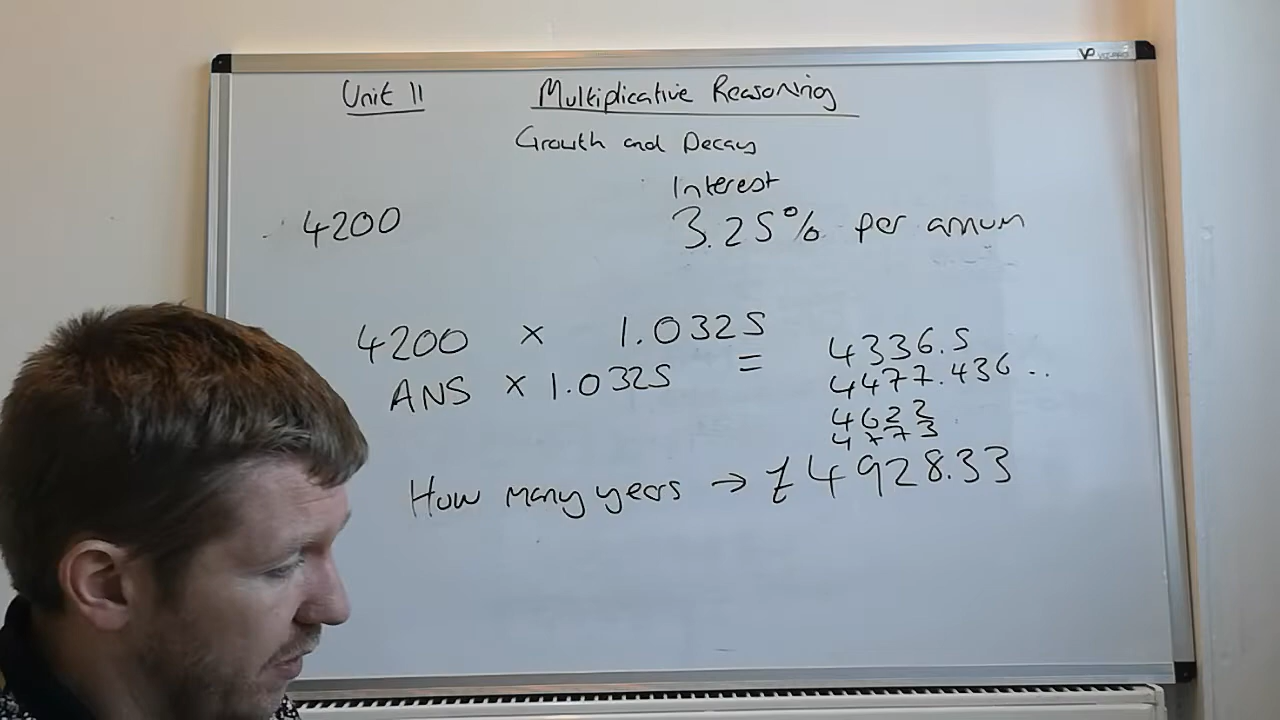 Unit 11 Multiplicative Reasoning
Growth and Decay
Interest
4200 3.25% per annum
4200 × 1.0325
ANS × 1.0325 = 4336.5
4477.436..
4622
4773
How many years → £4928.33